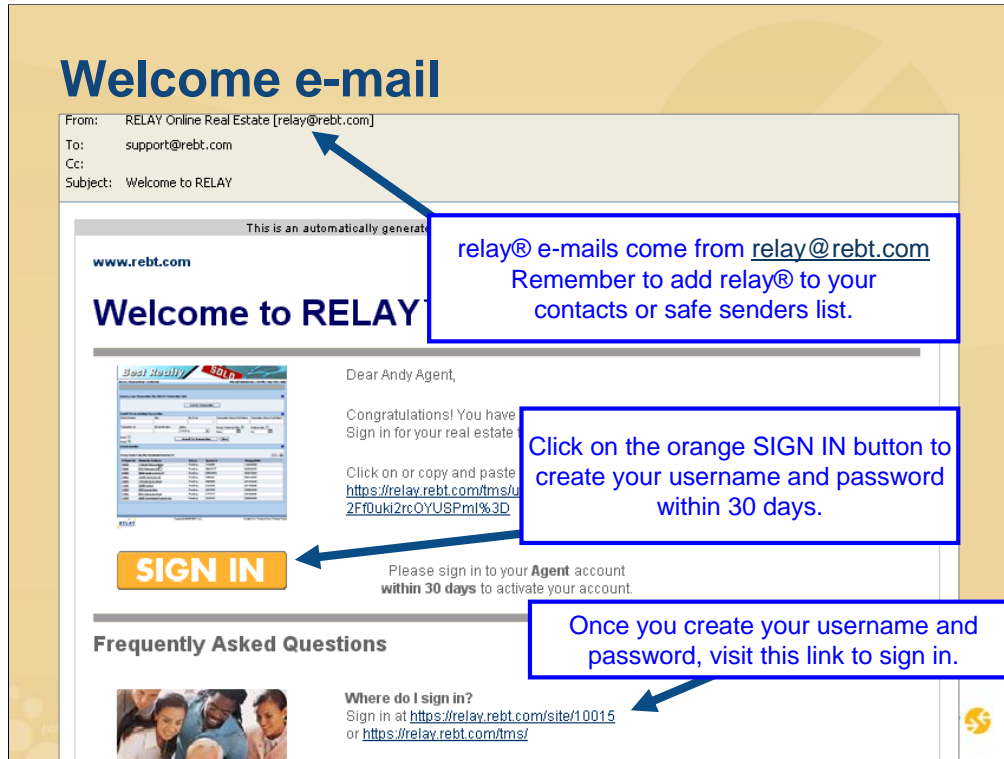 Welcome e-mail
From: RELAY Online Real Estate [relay@rebt.com]
To: support@rebt.com
Cc:
Subject: Welcome to RELAY
This is an automatically generate
www.rebt.com
relay® e-mails come from relay@rebt.com
Remember to add relay® to your
contacts or safe senders list.
Welcome to RELAY
Best Realty
SOLD
Dear Andy Agent,
Congratulations! You have
Sign in for your real estate
Click on the orange SIGN IN button to
create your username and password
within 30 days.
Click on or copy and paste
https://relay.rebt.com/tms/u
2Ff0uki2rcOYUSPmI%3D
RELAY
SIGN IN
Please sign in to your Agent account
within 30 days to activate your account.
Once you create your username and
password, visit this link to sign in.
Frequently Asked Questions
Where do I sign in?
Sign in at https://relay.rebt.com/site/10015
or https://relay.rebt.com/tms/